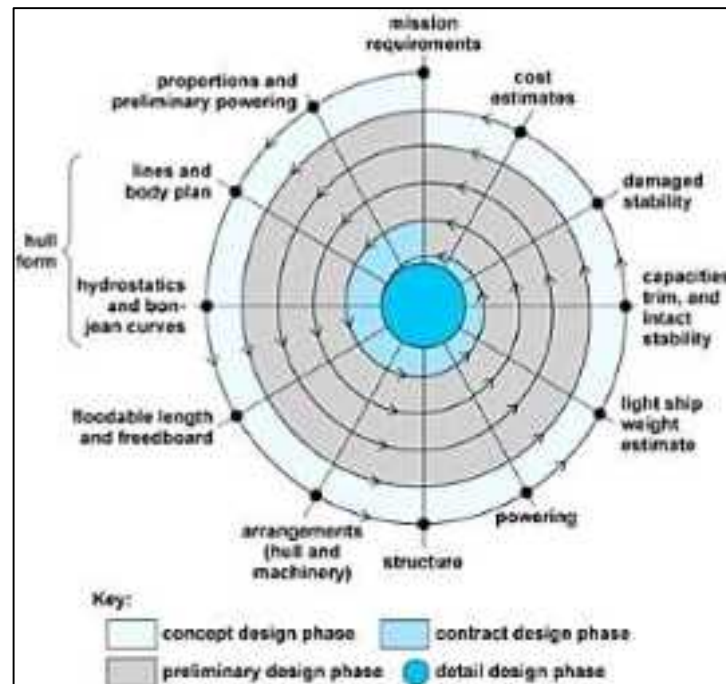 mission
requiroments
cost
estimates
damaged
stability
capacities
trim, and
intact
stability
light ship
weight
estimate
powering
structure
arrangements
(hull and
machinery)
floodable length
and freedboard
hydrostatics
and bon-
jean curves
hull
form
lines and
body plan
proportions and
preliminary powering
Key:
concept design phase
contract design phase
preliminary design phase
detail design phase